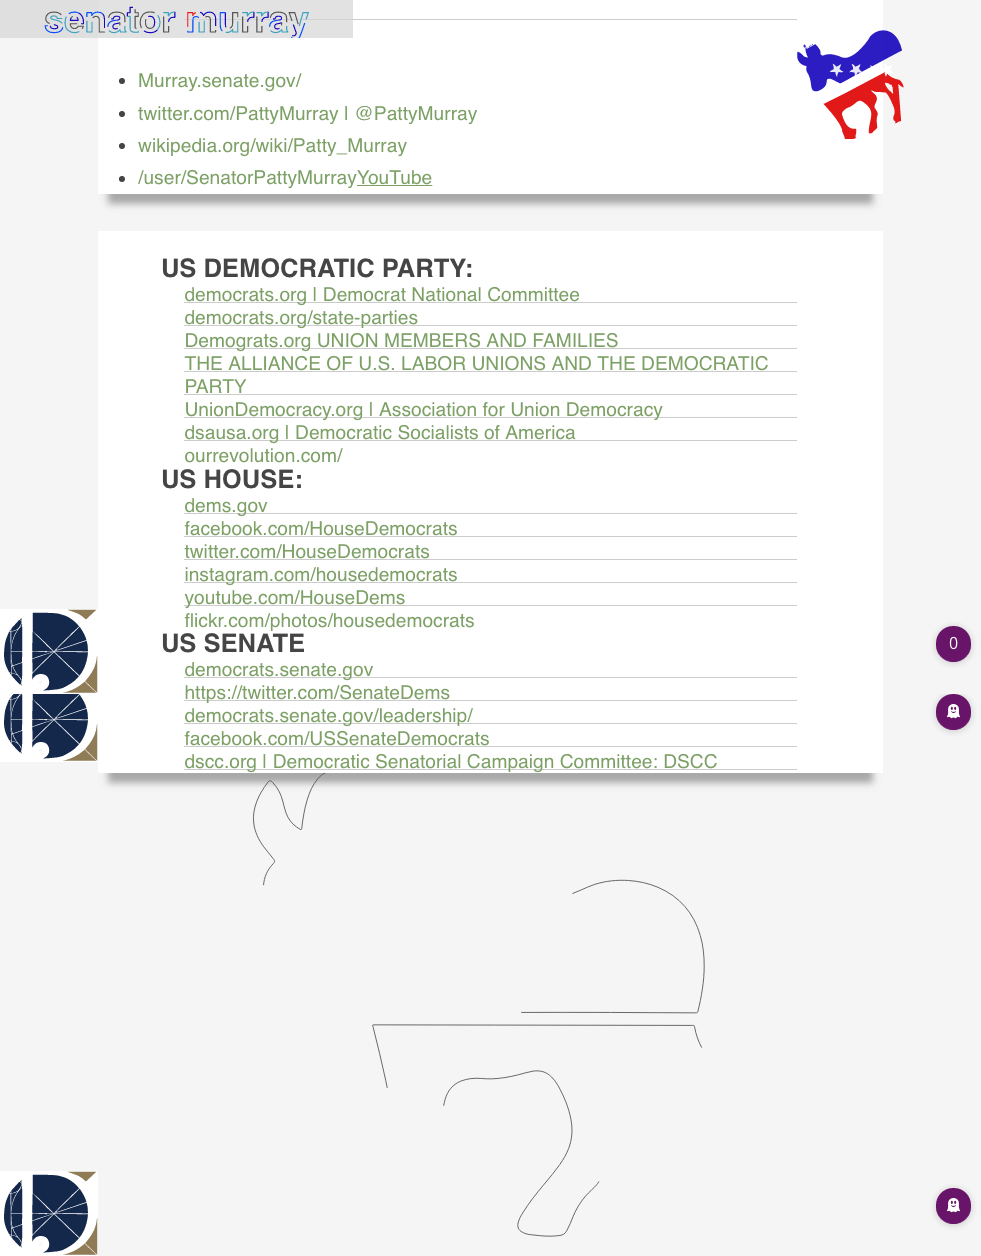 senator murray
Murray.senate.gov/
twitter.com/PattyMurray | @PattyMurray
wikipedia.org/wiki/Patty_Murray
/user/SenatorPattyMurrayYouTube
US DEMOCRATIC PARTY:
democrats.org | Democrat National Committee
democrats.org/state-parties
Demograts.org UNION MEMBERS AND FAMILIES
THE ALLIANCE OF U.S. LABOR UNIONS AND THE DEMOCRATIC
PARTY
UnionDemocracy.org | Association for Union Democracy
dsausa.org | Democratic Socialists of America
ourrevolution.com/
US HOUSE:
dems.gov
facebook.com/HouseDemocrats
twitter.com/HouseDemocrats
instagram.com/housedemocrats
youtube.com/HouseDems
flickr.com/photos/housedemocrats
US SENATE
democrats.senate.gov
https://twitter.com/SenateDems
democrats.senate.gov/leadership/
facebook.com/USSenateDemocrats
dscc.org | Democratic Senatorial Campaign Committee: DSCC
0